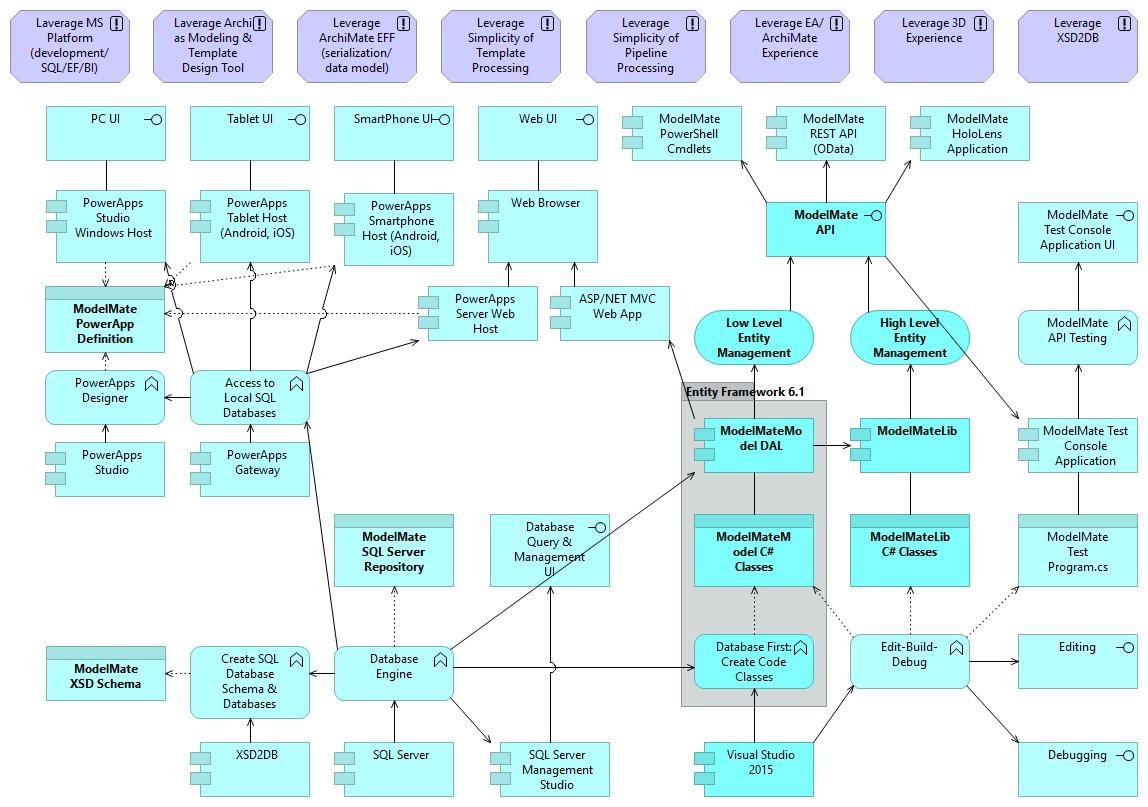 Leverage MS
Platform
(development/
SQL/EF/BI)
Leverage Archi
as Modeling &
Template
Design Tool
Leverage
ArchiMate EFF
(serialization/
data model)
Leverage
Simplicity of
Template
Processing
Leverage
Simplicity of
Pipeline
Processing
Leverage EA/
ArchiMate
Experience
Leverage 3D
Experience
Leverage
XSD2DB
PC UI
Tablet UI
SmartPhone UI
Web UI
ModelMate
PowerShell
Cmdlets
ModelMate
REST API
(OData)
ModelMate
HoloLens
Application
PowerApps
Studio
Windows Host
PowerApps
Tablet Host
(Android, iOS)
PowerApps
Smartphone
Host (Android,
iOS)
Web Browser
ModelMate
API
ModelMate
Test Console
Application UI
ModelMate
PowerApp
Definition
PowerApps
Server Web
Host
ASP/NET MVC
Web App
Low Level
Entity
Management
High Level
Entity
Management
ModelMate
API Testing
PowerApps
Designer
Access to
Local SQL
Databases
Entity Framework 6.1
PowerApps
Studio
PowerApps
Gateway
ModelMateMo
del DAL
ModelMateLib
ModelMate Test
Console
Application
ModelMate
SQL Server
Repository
Database
Query &
Management
UI
ModelMateM
odel C#
Classes
ModelMateLib
C# Classes
ModelMate
Test
Program.cs
ModelMate
XSD Schema
Create SQL
Database
Schema &
Databases
Database
Engine
Database First:
Create Code
Classes
Edit-Build-
Debug
Editing
XSD2DB
SQL Server
SQL Server
Management
Studio
Visual Studio
2015
Debugging